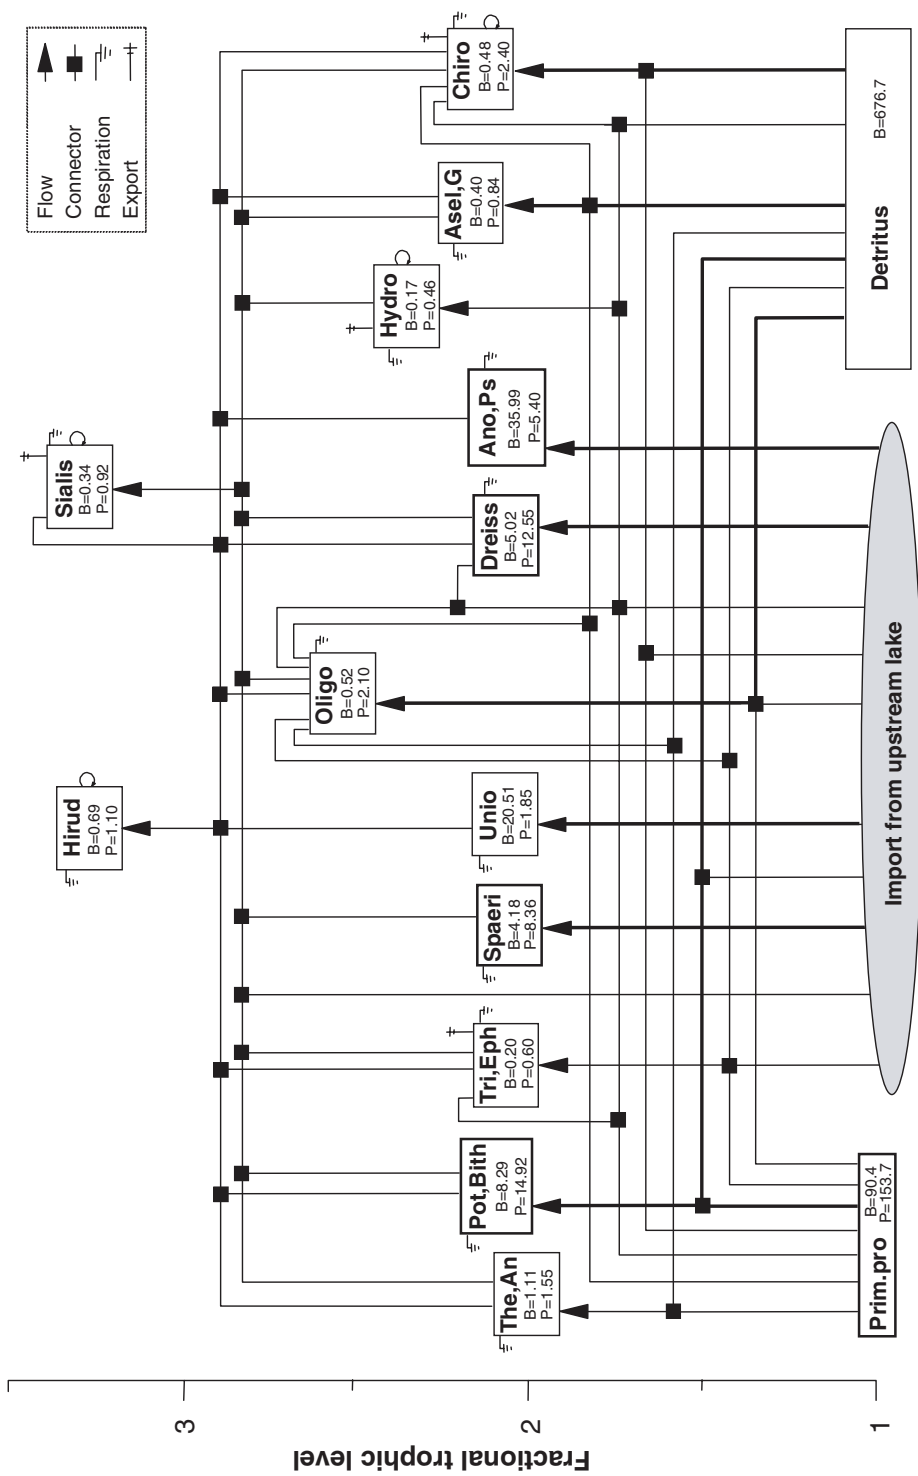 Flow
Connector
Respiration
Export
Hirud
B=0.69
P=1.10
Sialis
B=0.34
P=0.92
Oligo
B=0.52
P=2.10
Hydro
B=0.17
P=0.46
Chiro
B=0.48
P=2.40
The,An
B=1.11
P=1.55
Pot,Bith
B=8.29
P=14.92
Tri,Eph
B=0.20
P=0.60
Spaeri
B=4.18
P=8.36
Unio
B=20.51
P=1.85
Dreiss
B=5.02
P=12.55
Ano,Ps
B=35.99
P=5.40
Asel,G
B=0.40
P=0.84
Prim.pro
B=90.4
P=153.7
Import from upstream lake
Detritus
B=676.7
3
2
1
Fractional trophic level